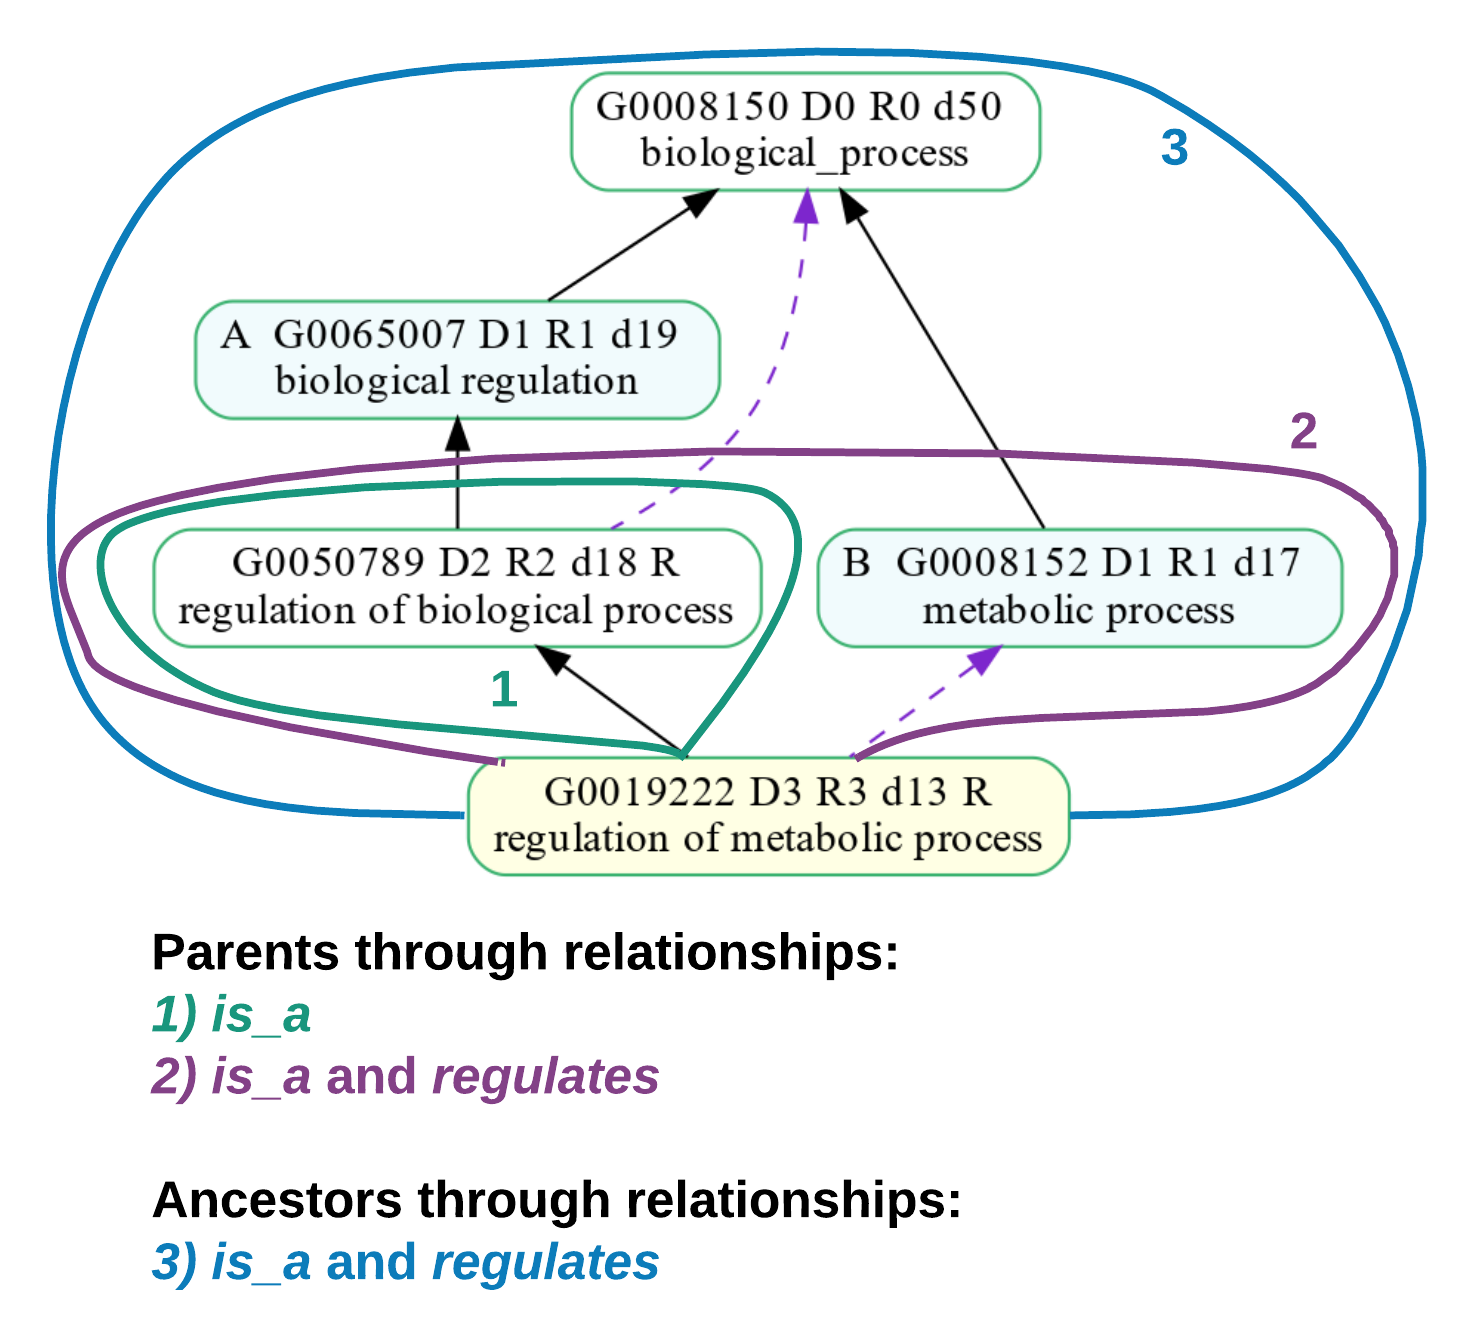 G0008150 D0 R0 d50
biological_process
3
A G0065007 D1 R1 d19
biological regulation
2
G0050789 D2 R2 d18 R
regulation of biological process
B G0008152 D1 R1 d17
metabolic process
1
G0019222 D3 R3 d13 R
regulation of metabolic process
Parents through relationships:
1) is_a
2) is_a and regulates
Ancestors through relationships:
3) is_a and regulates